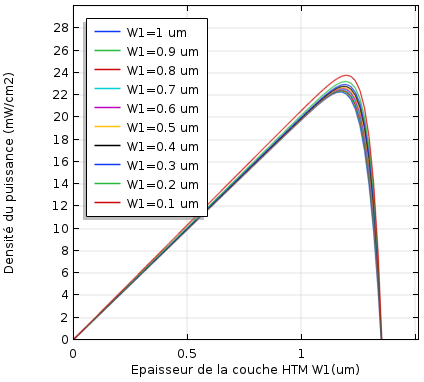 Densité du puissance (mW/cm2)
28
26
24
22
20
18
16
14
12
10
8
6
4
2
0
W1=1 um
W1=0.9 um
W1=0.8 um
W1=0.7 um
W1=0.6 um
W1=0.5 um
W1=0.4 um
W1=0.3 um
W1=0.2 um
W1=0.1 um
0 0.5 1
Epaisseur de la couche HTM W1(um)